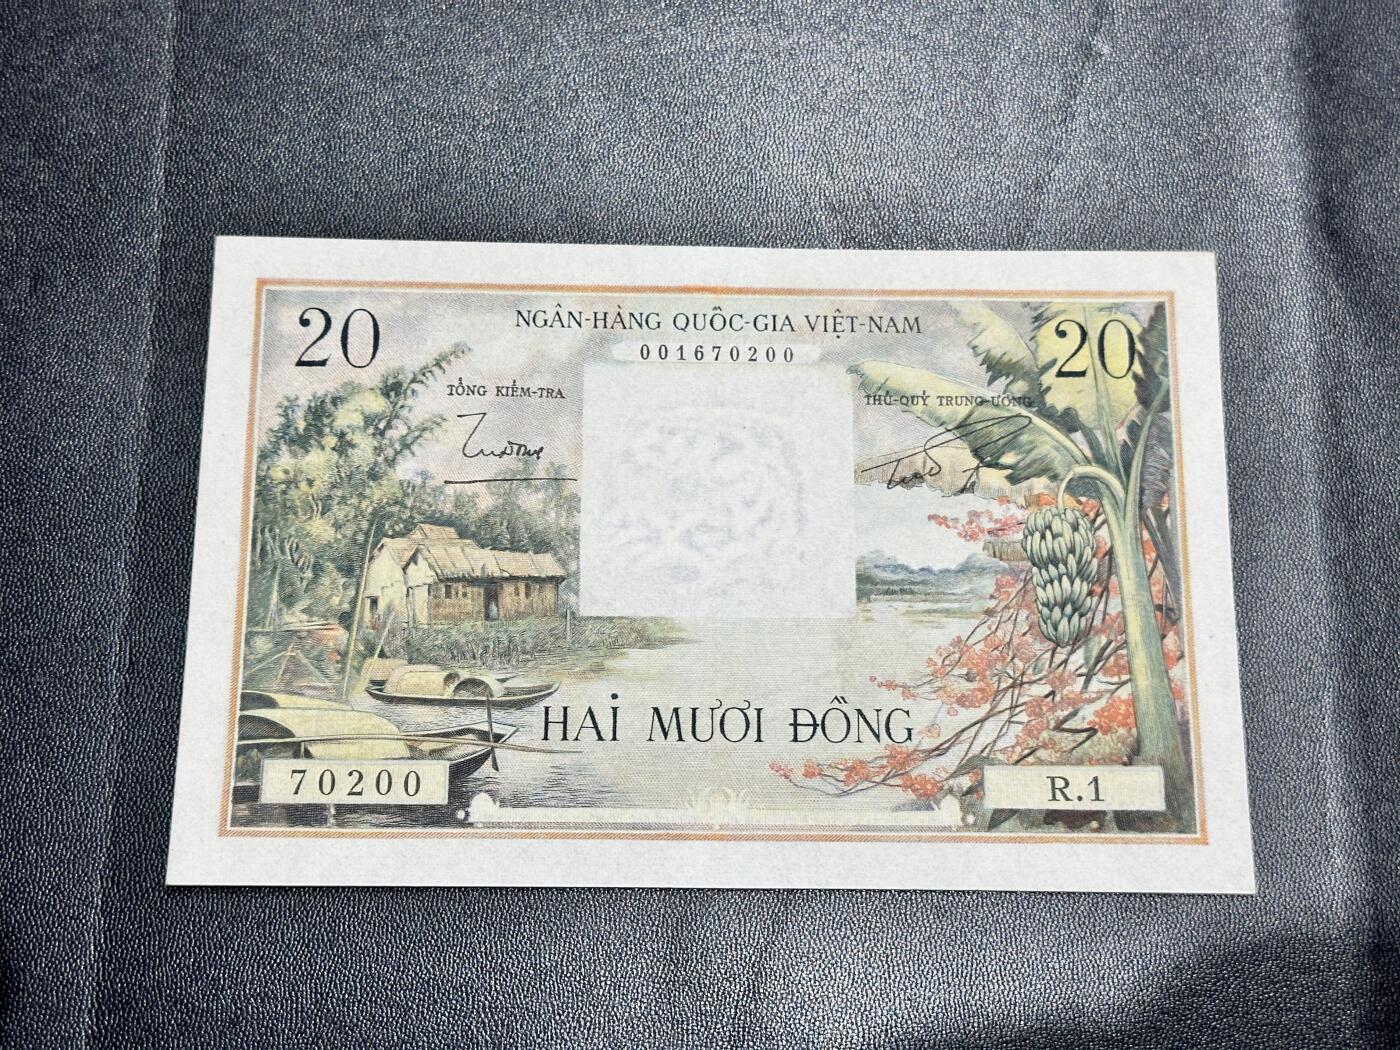 20
NGÂN-HÀNG QUỐC-GIA VIỆT-NAM
20
001670200
TỔNG KIỂM-TRA
THỦ-QUỸ TRUNG-ƯƠNG
HAI MƯƠI ĐỒNG
70200
R.1